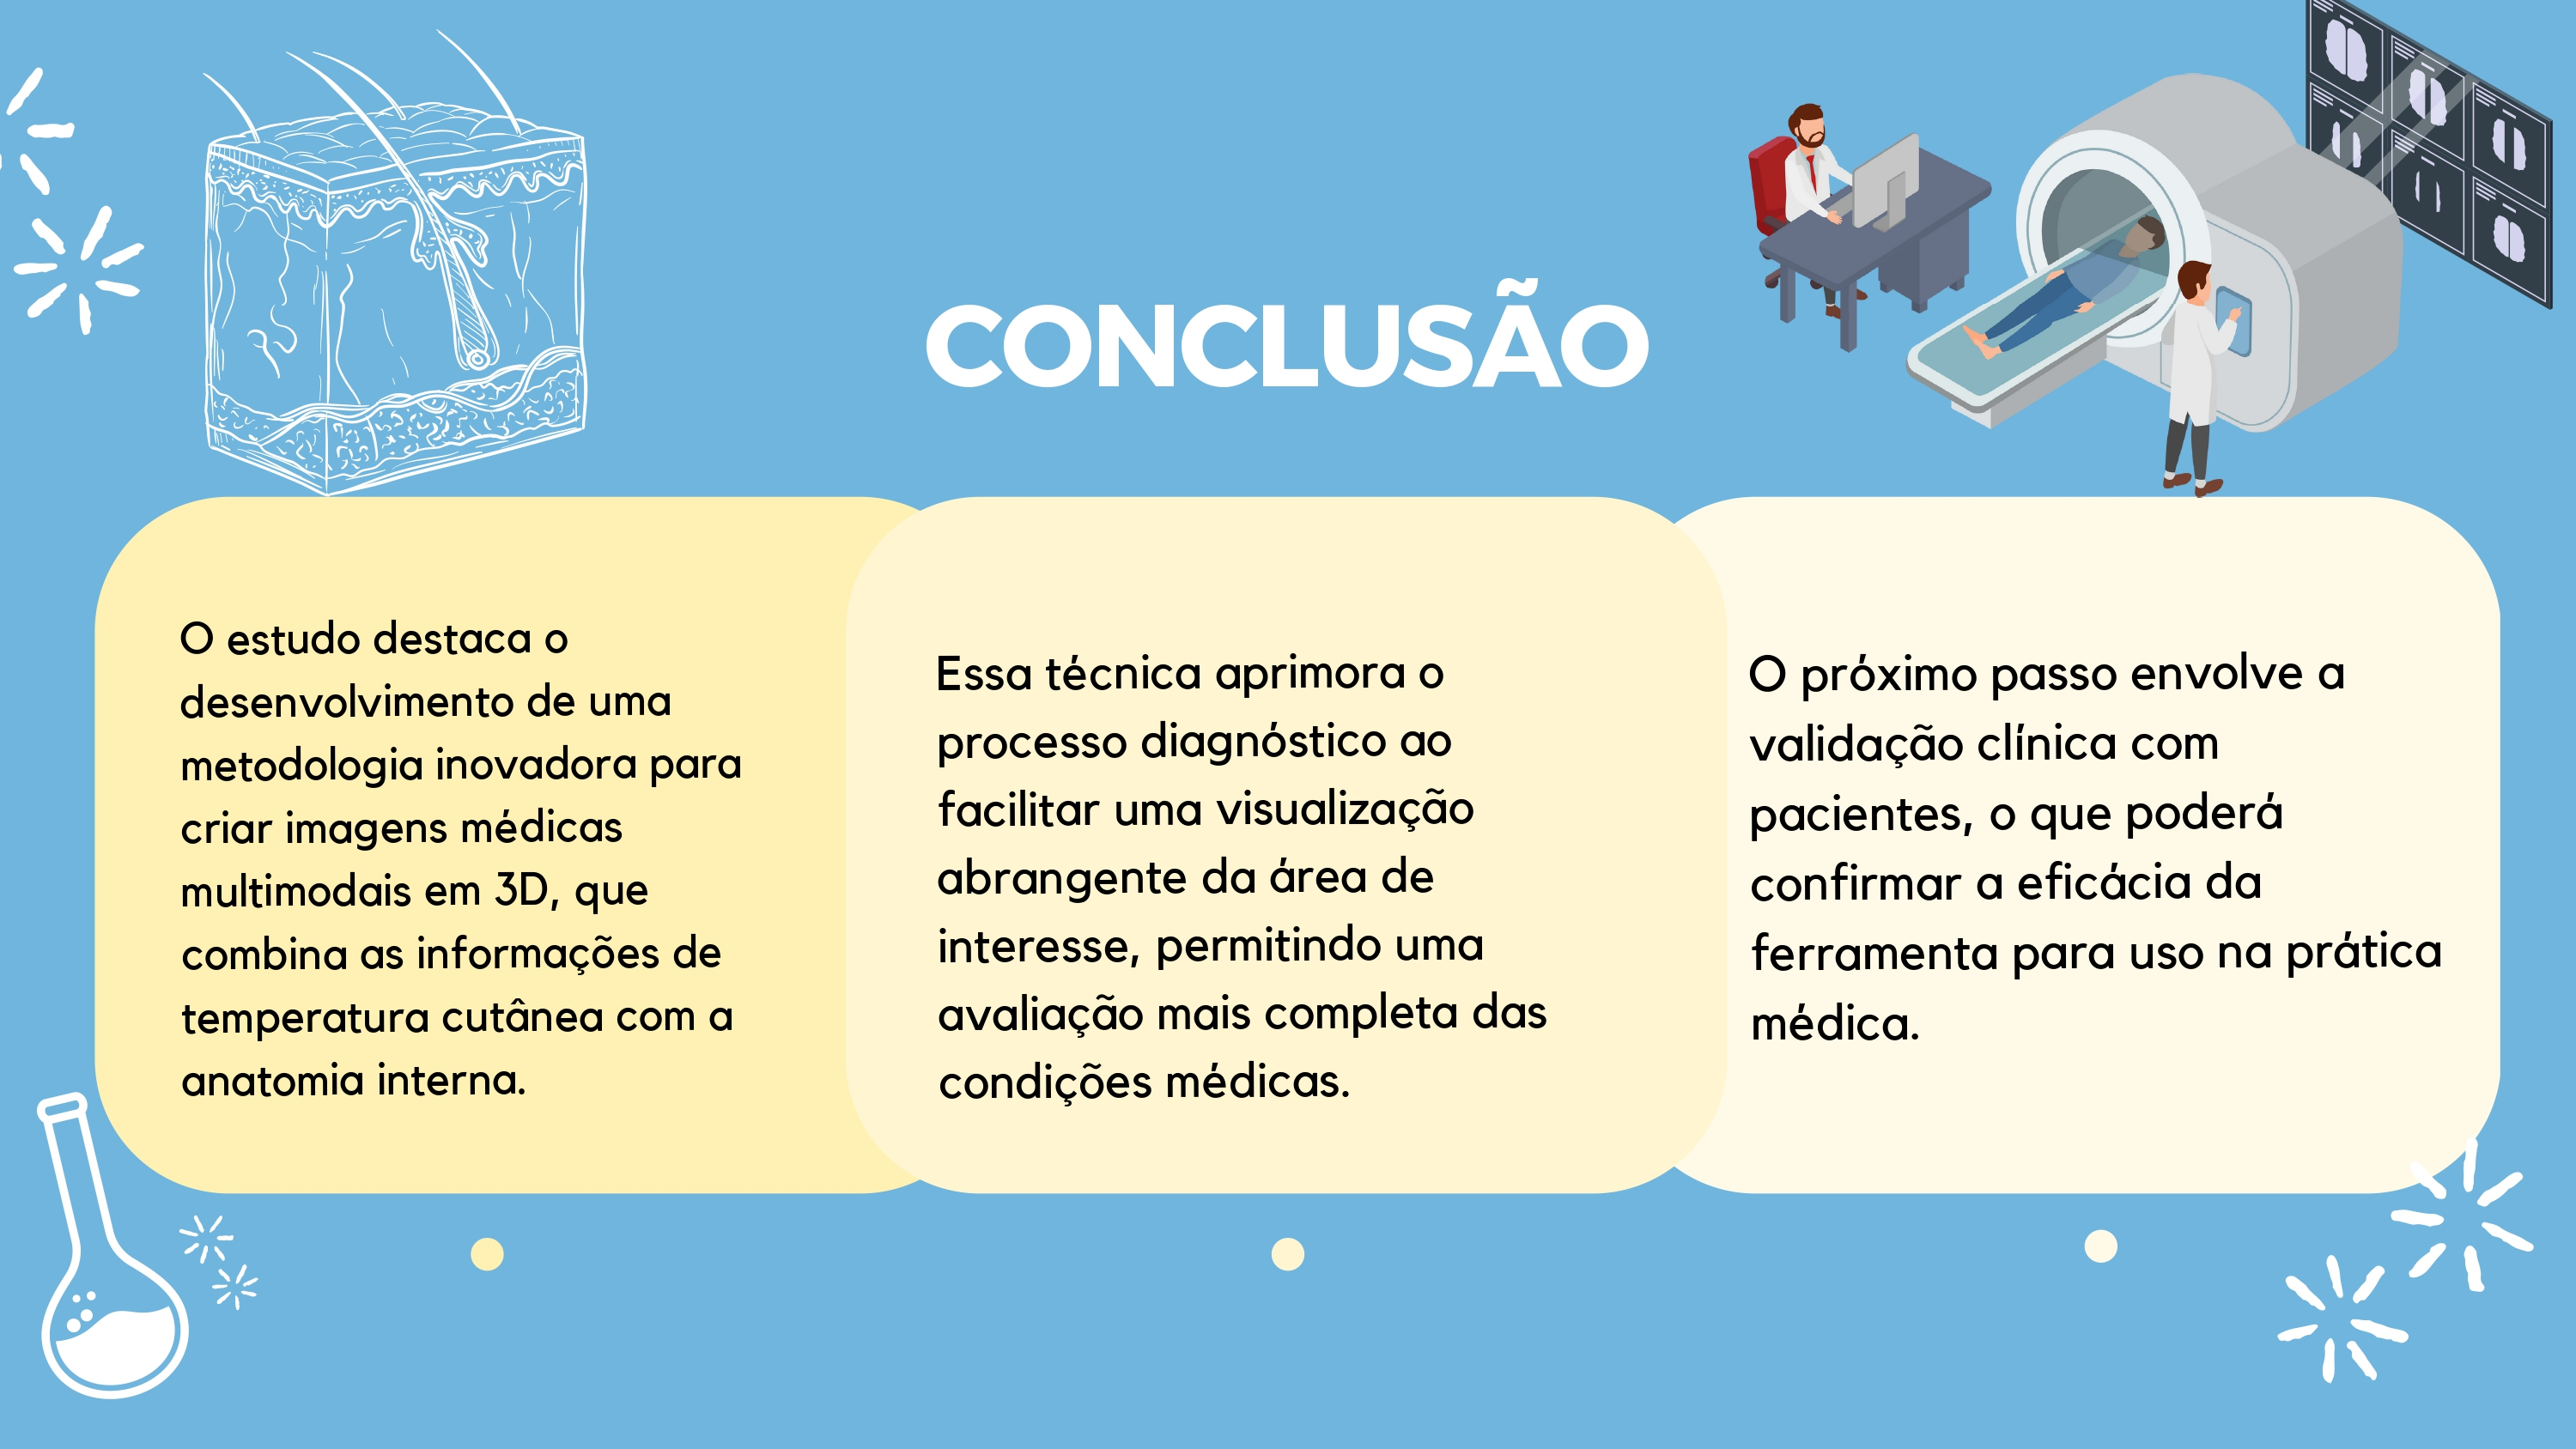 CONCLUSÃO
O estudo destaca o
desenvolvimento de uma
metodologia inovadora para
criar imagens médicas
multimodais em 3D, que
combina as informações de
temperatura cutânea com a
anatomia interna.
Essa técnica aprimora o
processo diagnóstico ao
facilitar uma visualização
abrangente da área de
interesse, permitindo uma
avaliação mais completa das
condições médicas.
O próximo passo envolve a
validação clínica com
pacientes, o que poderá
confirmar a eficácia da
ferramenta para uso na prática
médica.